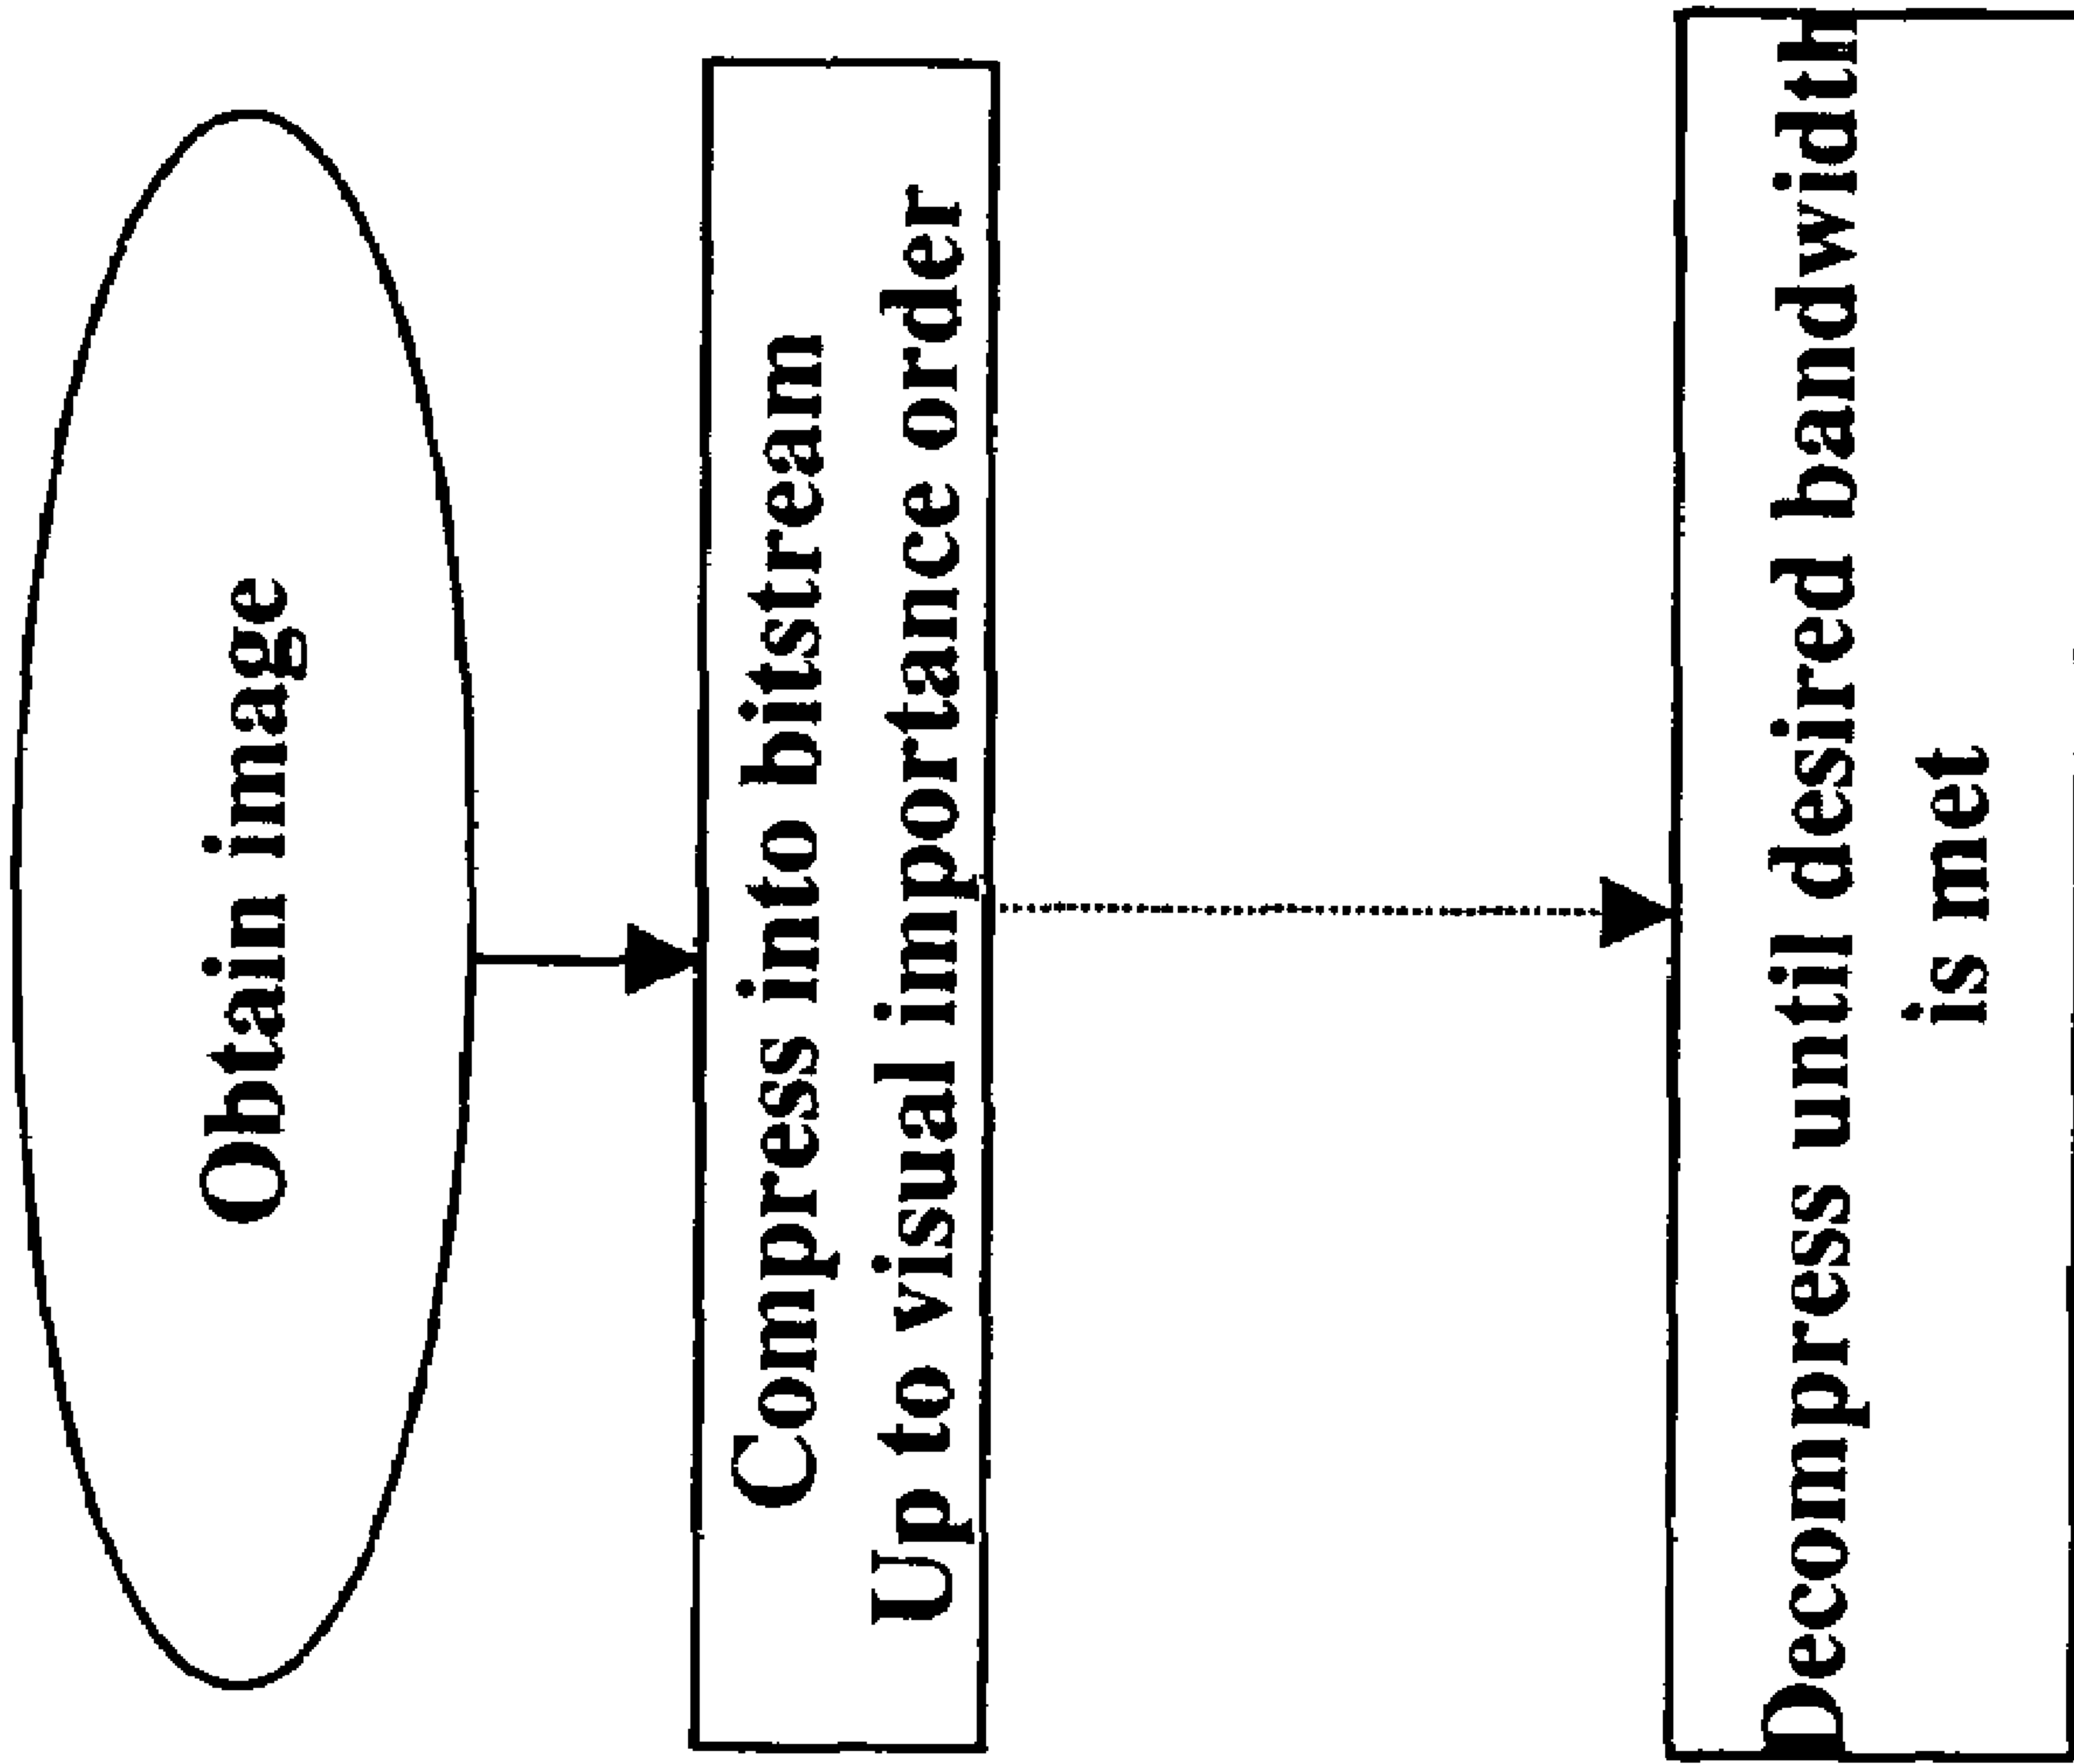 Obtain image
Compress into bitstream
Up to visual importance order
Decompress until desired bandwidth
is met